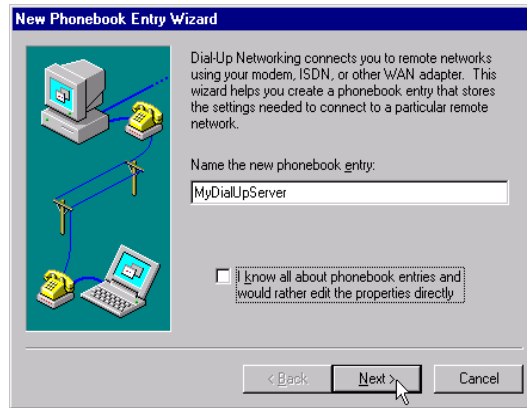 New Phonebook Entry Wizard
Dial-Up Networking connects you to remote networks
using your modem, ISDN, or other WAN adapter. This
wizard helps you create a phonebook entry that stores
the settings needed to connect to a particular remote
network.
Name the new phonebook entry:
MyDialUpServer
I know all about phonebook entries and
would rather edit the properties directly
< Back
Next >
Cancel